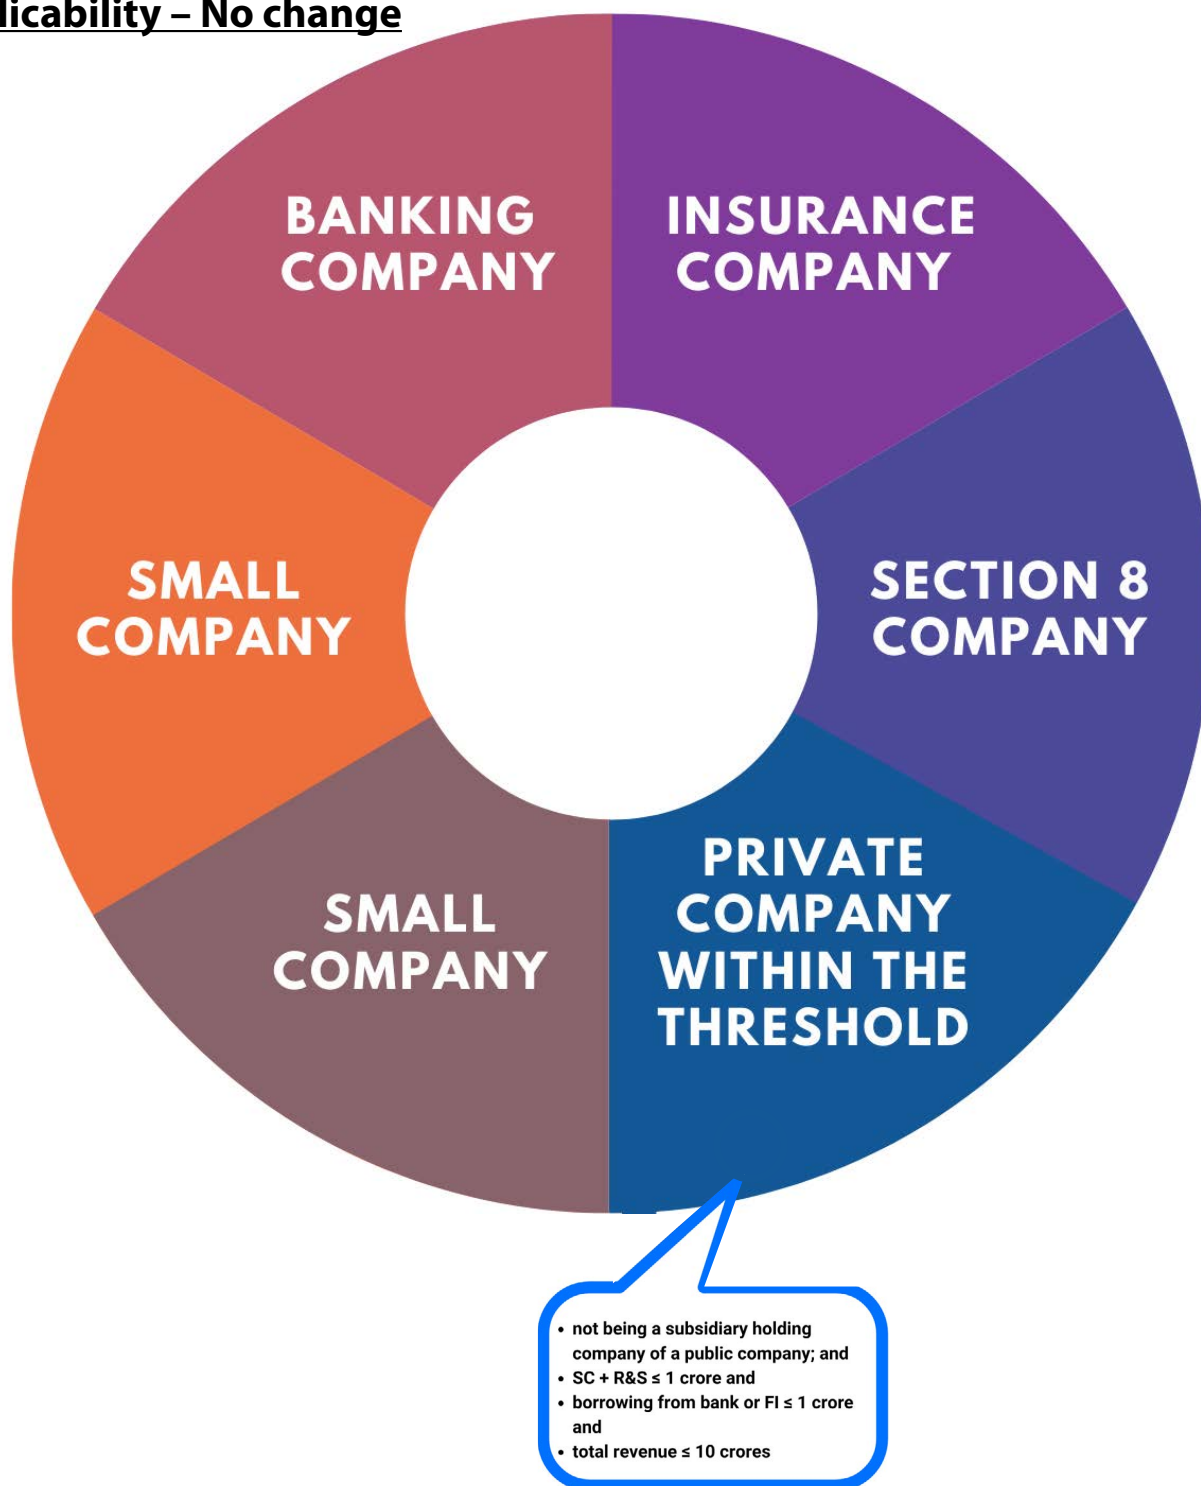 licability – No change
BANKING
COMPANY
INSURANCE
COMPANY
SMALL
COMPANY
SECTION 8
COMPANY
SMALL
COMPANY
PRIVATE
COMPANY
WITHIN THE
THRESHOLD
• not being a subsidiary holding
company of a public company; and
• SC + R&S ≤ 1 crore and
• borrowing from bank or FI ≤ 1 crore
and
• total revenue ≤ 10 crores